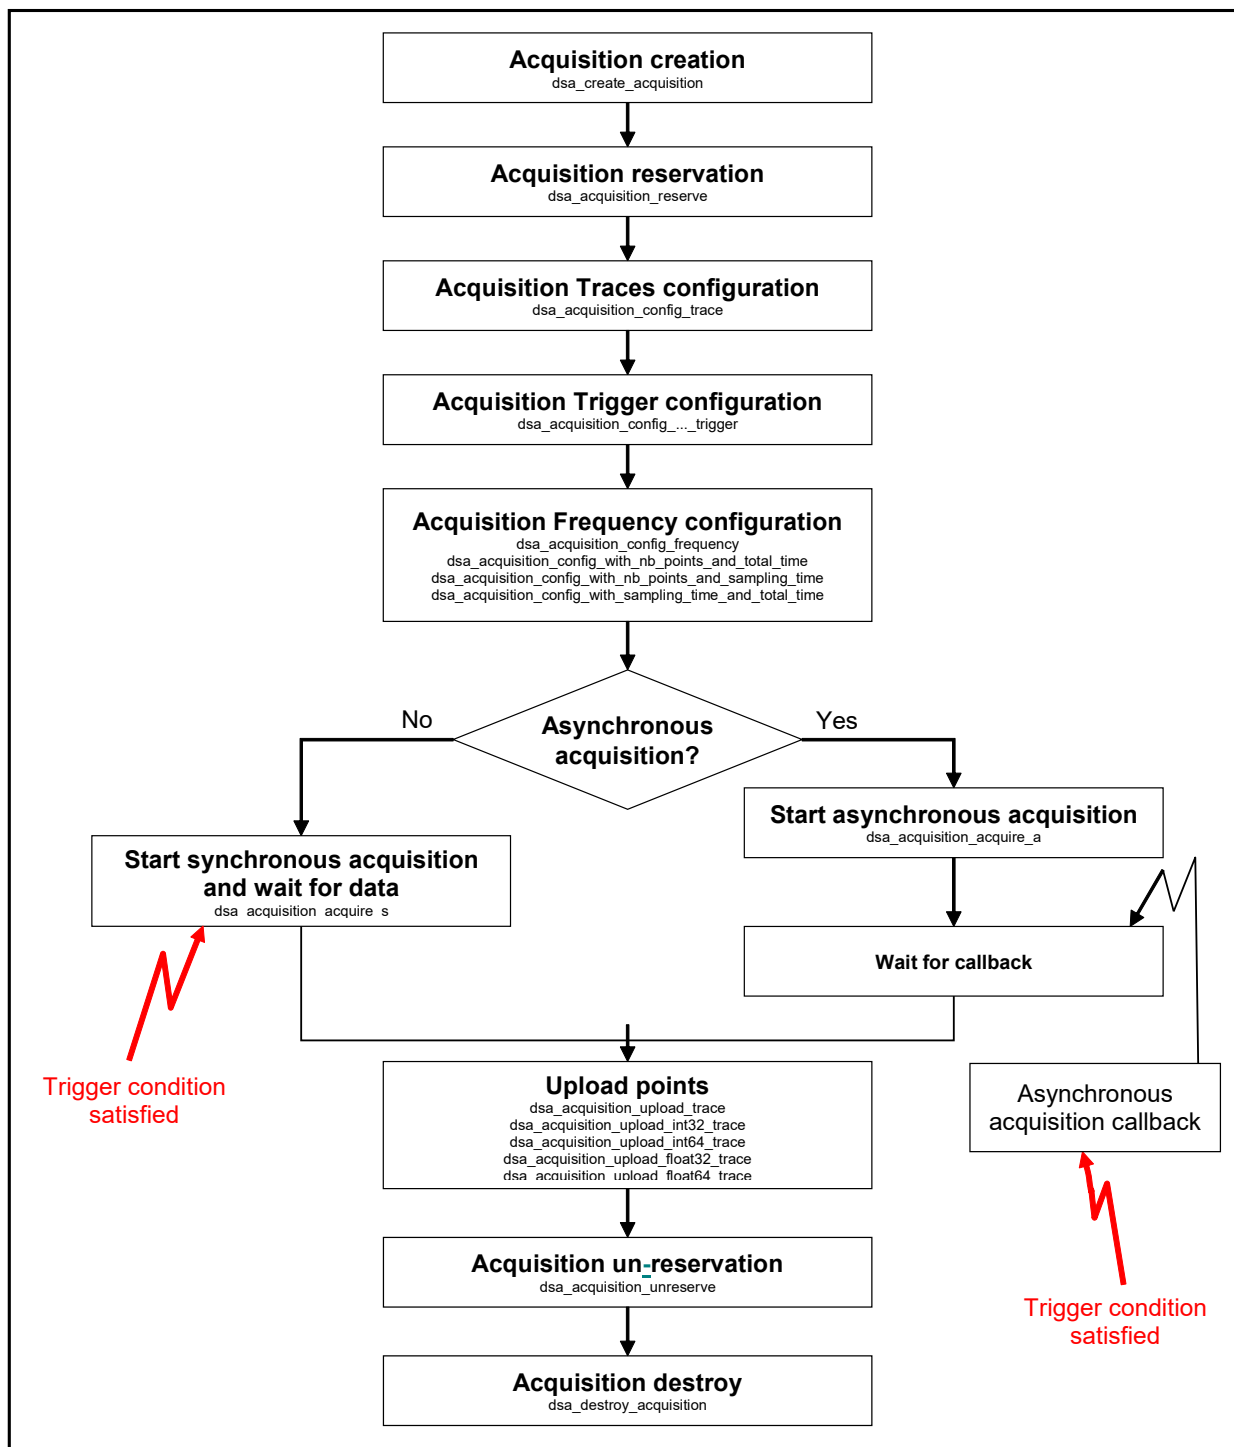 Acquisition creation
dsa_create_acquisition
Acquisition reservation
dsa_acquisition_reserve
Acquisition Traces configuration
dsa_acquisition_config_trace
Acquisition Trigger configuration
dsa_acquisition_config_..._trigger
Acquisition Frequency configuration
dsa_acquisition_config_frequency
dsa_acquisition_config_with_nb_points_and_total_time
dsa_acquisition_config_with_nb_points_and_sampling_time
dsa_acquisition_config_with_sampling_time_and_total_time
Asynchronous
acquisition?
No
Yes
Start synchronous acquisition
and wait for data
dsa_acquisition_acquire_s
Start asynchronous acquisition
dsa_acquisition_acquire_a
Wait for callback
Trigger condition
satisfied
Upload points
dsa_acquisition_upload_trace
dsa_acquisition_upload_int32_trace
dsa_acquisition_upload_int64_trace
dsa_acquisition_upload_float32_trace
dsa_acquisition_upload_float64_trace
Asynchronous
acquisition callback
Trigger condition
satisfied
Acquisition un-reservation
dsa_acquisition_unreserve
Acquisition destroy
dsa_destroy_acquisition